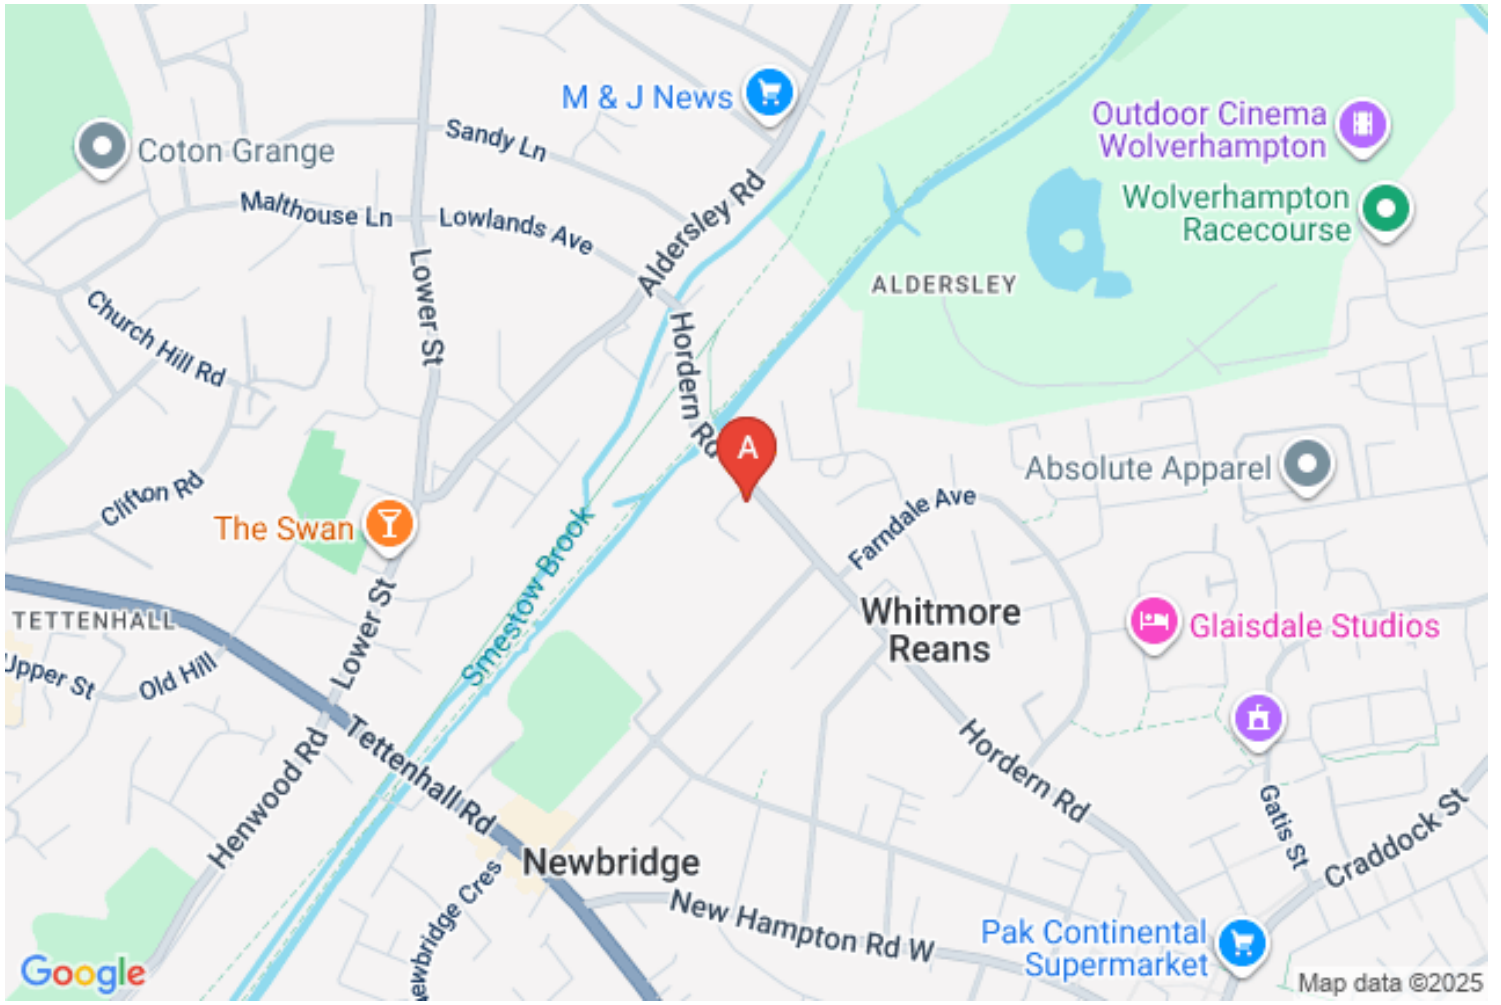 M & J News
Outdoor Cinema
Wolverhampton
Coton Grange
Sandy Ln
Wolverhampton
Racecourse
Malthouse Ln
Lowlands Ave
Aldersley Rd
Lower St
ALDERSLEY
Church Hill Rd
Hordern Rd
A
Absolute Apparel
Clifton Rd
Farndale Ave
The Swan
Smestow Brook
TETTENHALL
Whitmore
Reans
Glaisdale Studios
Lower St
Upper St
Old Hill
Tettenhall Rd
Henwood Rd
Hordern Rd
Gatis St
Craddock St
Newbridge
ewbridge Cres
New Hampton Rd W
Pak Continental
Supermarket
Google
Map data ©2025